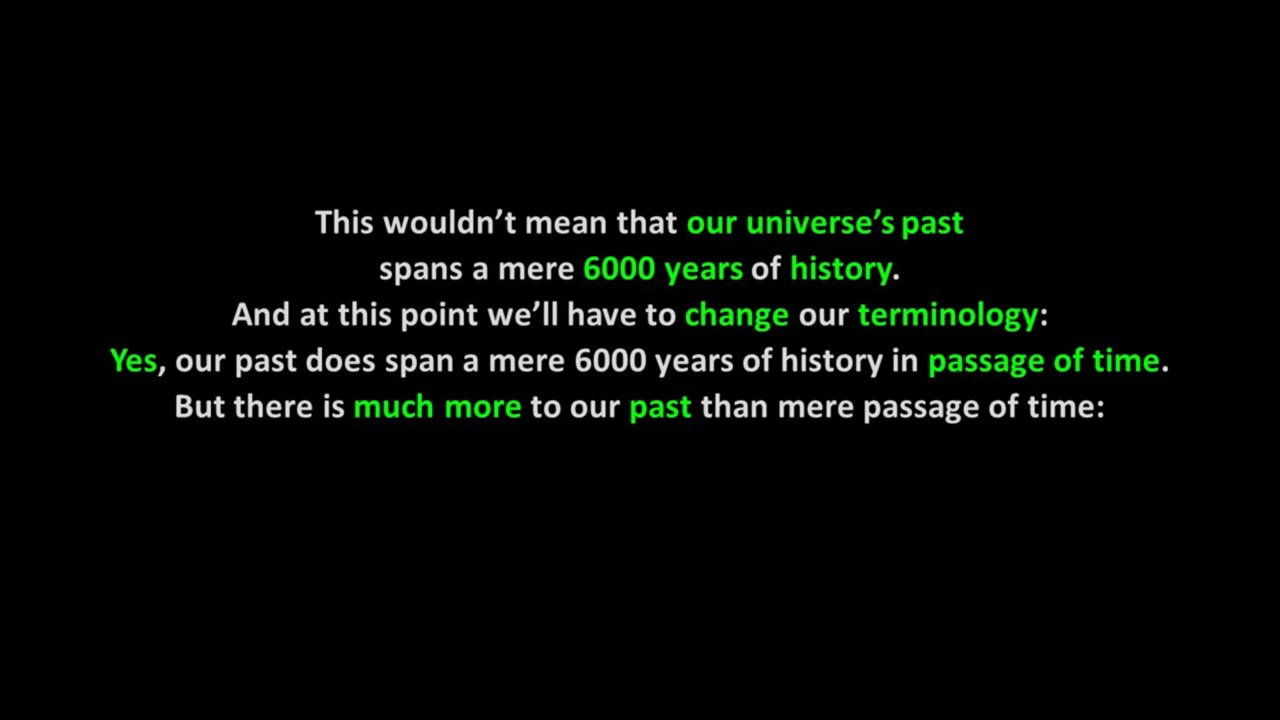 This wouldn’t mean that our universe’s past
spans a mere 6000 years of history.
And at this point we’ll have to change our terminology:
Yes, our past does span a mere 6000 years of history in passage of time.
But there is much more to our past than mere passage of time: